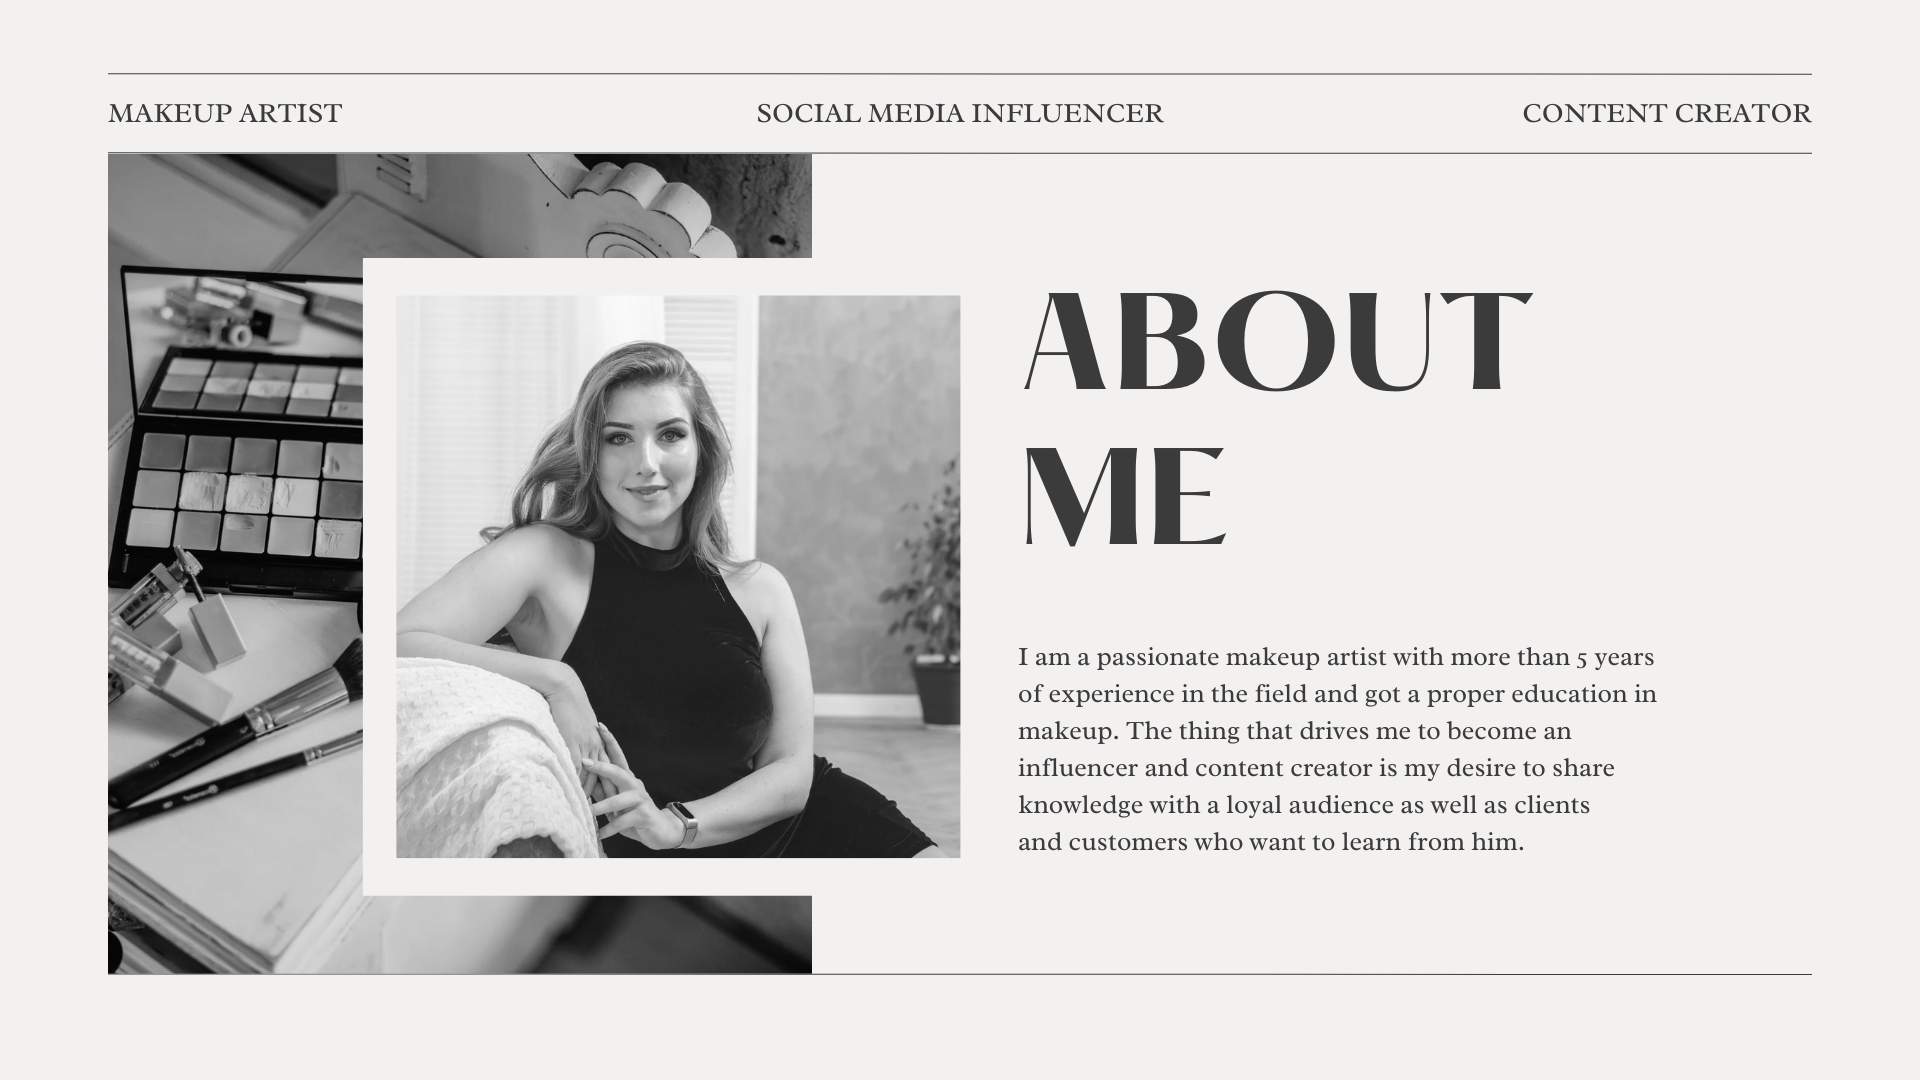 MAKEUP ARTIST
SOCIAL MEDIA INFLUENCER
CONTENT CREATOR
ABOUT
ME
I am a passionate makeup artist with more than 5 years
of experience in the field and got a proper education in
makeup. The thing that drives me to become an
influencer and content creator is my desire to share
knowledge with a loyal audience as well as clients
and customers who want to learn from him.